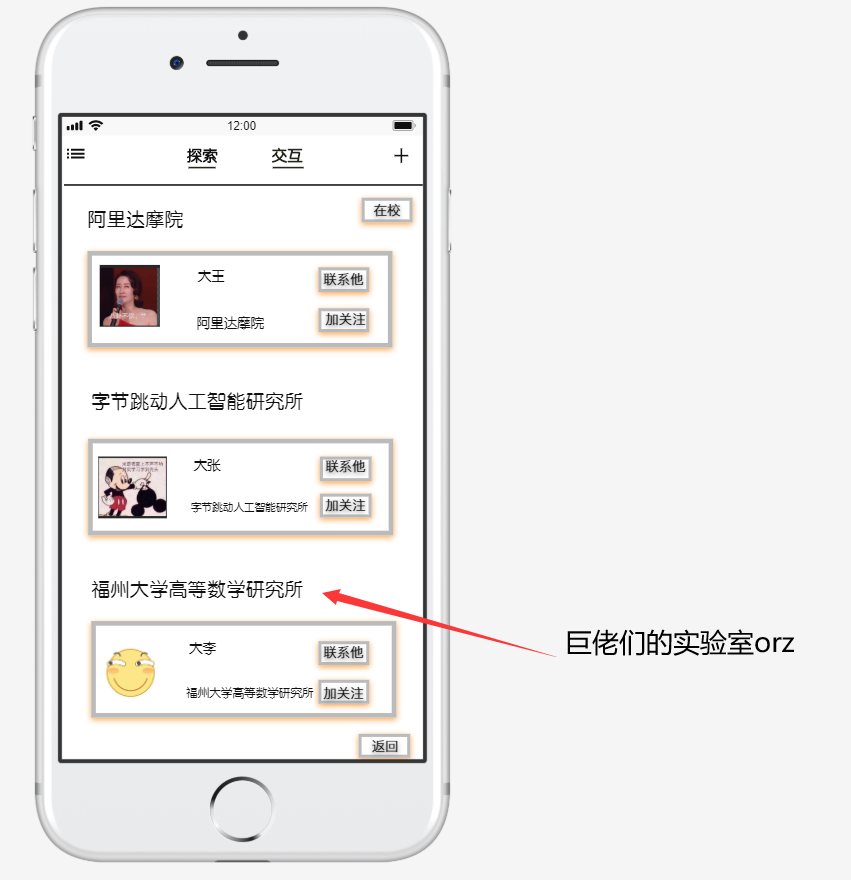 12:00
探索 交互
在校
阿里达摩院
大王 联系他
阿里达摩院 加关注
字节跳动人工智能研究所
大张 联系他
字节跳动人工智能研究所 加关注
福州大学高等数学研究所
巨佬们的实验室orz
大李 联系他
福州大学高等数学研究所 加关注
返回